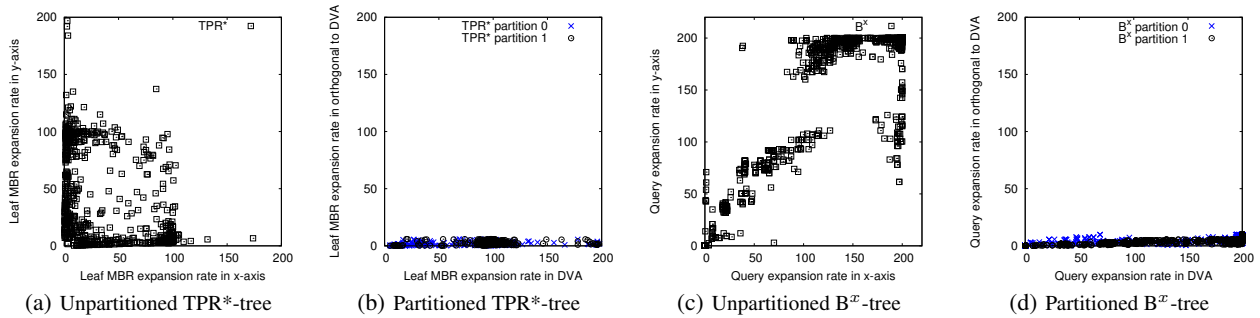 200
150
100
50
0
0 50 100 150 200
Leaf MBR expansion rate in y-axis
Leaf MBR expansion rate in x-axis
TPR*
(a) Unpartitioned TPR*-tree
200
150
100
50
0
0 50 100 150 200
Leaf MBR expansion rate in orthogonal to DVA
Leaf MBR expansion rate in DVA
TPR* partition 0
TPR* partition 1
(b) Partitioned TPR*-tree
200
150
100
50
0
0 50 100 150 200
Query expansion rate in y-axis
Query expansion rate in x-axis
Bˣ
(c) Unpartitioned Bˣ-tree
200
150
100
50
0
0 50 100 150 200
Query expansion rate in orthogonal to DVA
Query expansion rate in DVA
Bˣ partition 0
Bˣ partition 1
(d) Partitioned Bˣ-tree